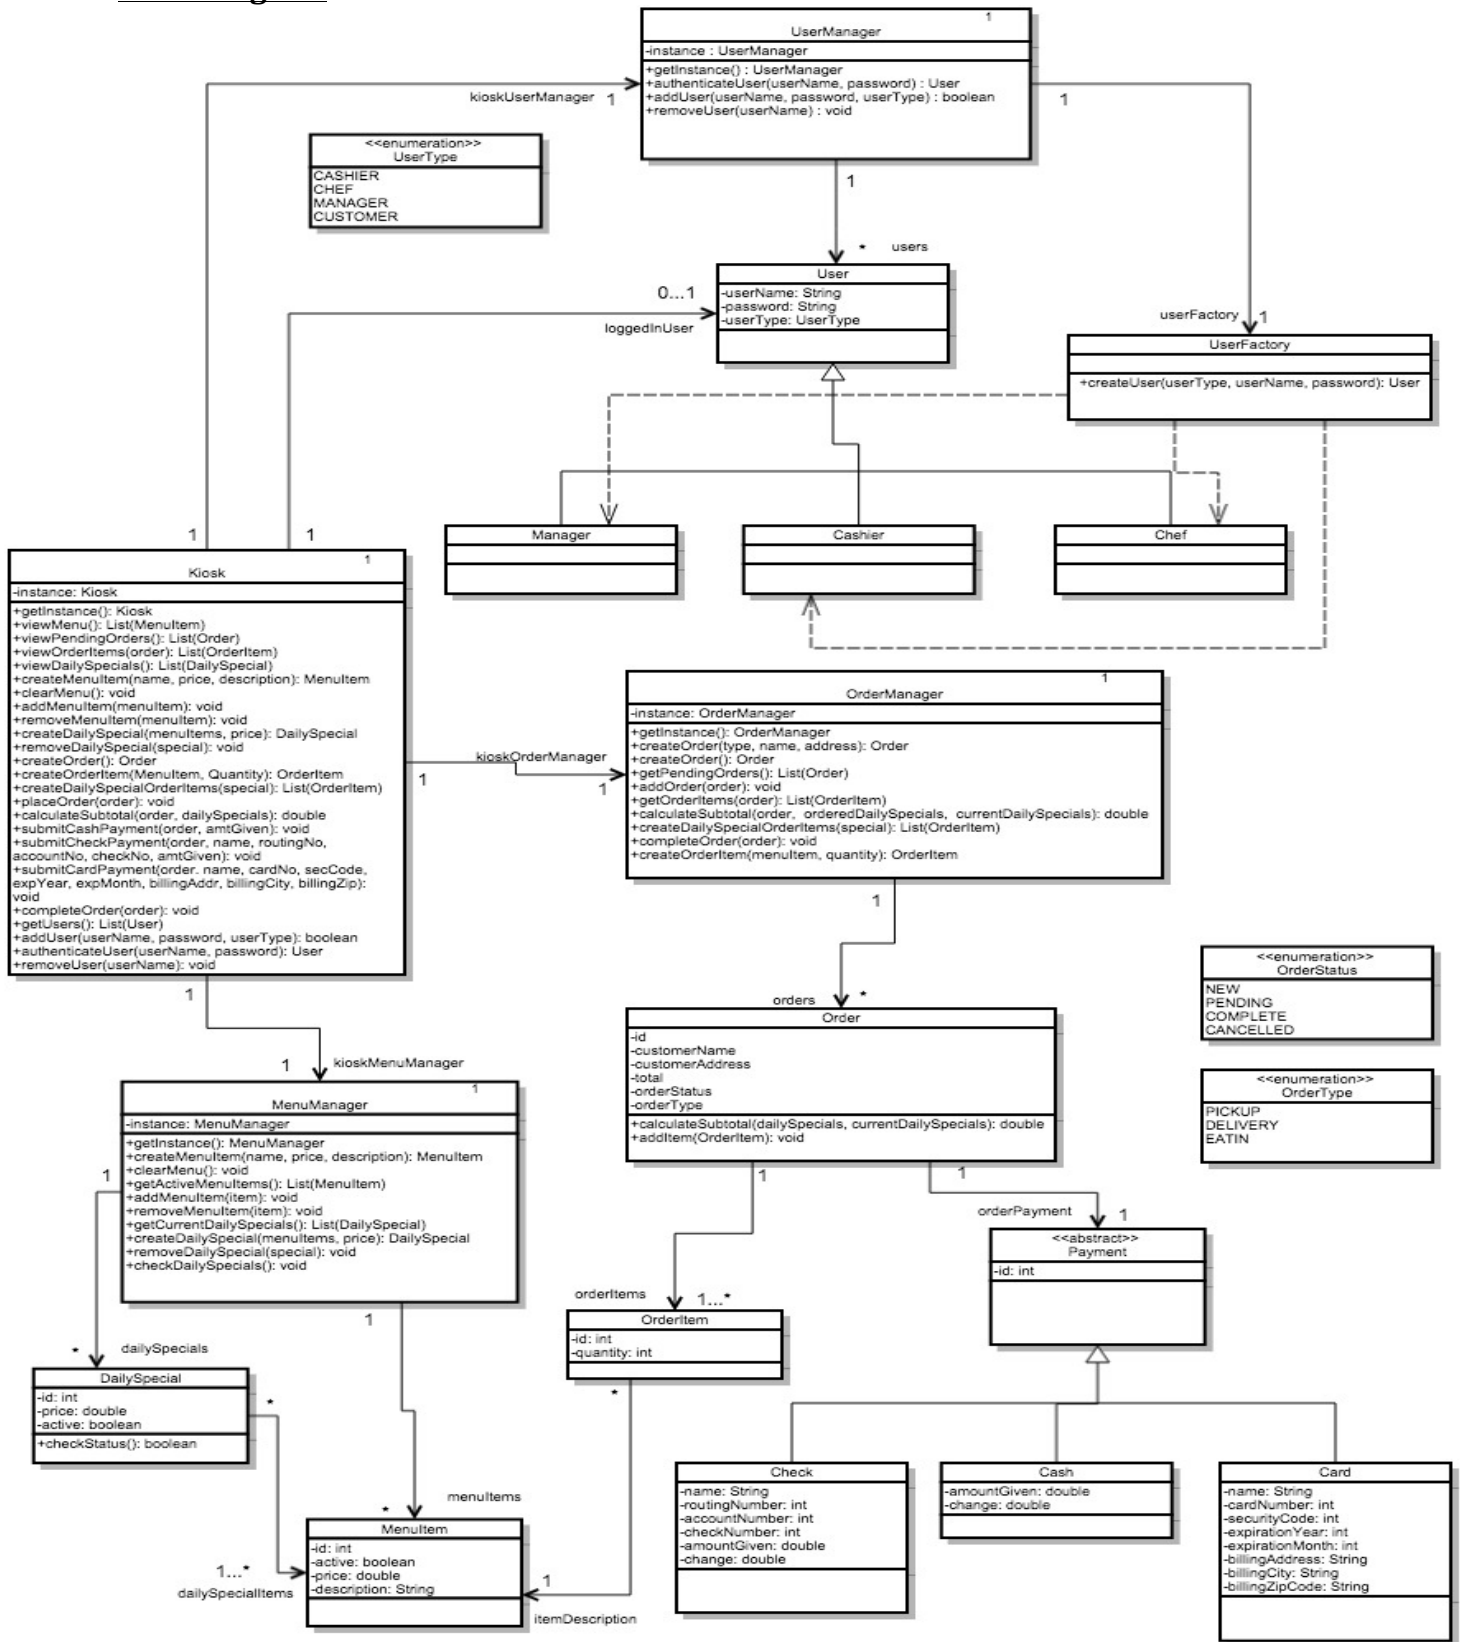 1
UserManager
-instance : UserManager
+getInstance() : UserManager
+authenticateUser(userName, password) : User
+addUser(userName, password, userType) : boolean
+removeUser(userName) : void
kioskUserManager
1
1
<<enumeration>>
UserType
CASHIER
CHEF
MANAGER
CUSTOMER
1
*
users
User
-userName: String
-password: String
-userType: UserType
0...1
loggedInUser
userFactory
1
UserFactory
+createUser(userType, userName, password): User
Manager
Cashier
Chef
1
1
1
Kiosk
-instance: Kiosk
+getInstance(): Kiosk
+viewMenu(): List(MenuItem)
+viewPendingOrders(): List(Order)
+viewOrderItems(order): List(OrderItem)
+viewDailySpecials(): List(DailySpecial)
+createMenuItem(name, price, description): MenuItem
+clearMenu(): void
+addMenuItem(menuItem): void
+removeMenuItem(menuItem): void
+createDailySpecial(menuItems, price): DailySpecial
+removeDailySpecial(special): void
+createOrder(): Order
+createOrderItem(MenuItem, Quantity): OrderItem
+createDailySpecialOrderItems(special): List(OrderItem)
+placeOrder(order): void
+calculateSubtotal(order, dailySpecials): double
+submitCashPayment(order, amtGiven): void
+submitCheckPayment(order, name, routingNo,
accountNo, checkNo, amtGiven): void
+submitCardPayment(order. name, cardNo, secCode,
expYear, expMonth, billingAddr, billingCity, billingZip):
void
+completeOrder(order): void
+getUsers(): List(User)
+addUser(userName, password, userType): boolean
+authenticateUser(userName, password): User
+removeUser(userName): void
kioskOrderManager
1
1
1
OrderManager
-instance: OrderManager
+getInstance(): OrderManager
+createOrder(type, name, address): Order
+createOrder(): Order
+getPendingOrders(): List(Order)
+addOrder(order): void
+getOrderItems(order): List(OrderItem)
+calculateSubtotal(order, orderedDailySpecials, currentDailySpecials): double
+createDailySpecialOrderItems(special): List(OrderItem)
+completeOrder(order): void
+createOrderItem(menuItem, quantity): OrderItem
1
orders
*
Order
-id
-customerName
-customerAddress
-total
-orderStatus
-orderType
+calculateSubtotal(dailySpecials, currentDailySpecials): double
+addItem(OrderItem): void
<<enumeration>>
OrderStatus
NEW
PENDING
COMPLETE
CANCELLED
<<enumeration>>
OrderType
PICKUP
DELIVERY
EATIN
1
1
kioskMenuManager
1
MenuManager
-instance: MenuManager
+getInstance(): MenuManager
+createMenuItem(name, price, description): MenuItem
+clearMenu(): void
+getActiveMenuItems(): List(MenuItem)
+addMenuItem(item): void
+removeMenuItem(item): void
+getCurrentDailySpecials(): List(DailySpecial)
+createDailySpecial(menuItems, price): DailySpecial
+removeDailySpecial(special): void
+checkDailySpecials(): void
1
1
1
1
orderPayment
1
<<abstract>>
Payment
-id: int
orderItems
1...*
OrderItem
-id: int
-quantity: int
*
*
dailySpecials
DailySpecial
-id: int
-price: double
-active: boolean
+checkStatus(): boolean
*
menuItems
*
MenuItem
-id: int
-active: boolean
-price: double
-description: String
1...*
dailySpecialItems
1
itemDescription
Check
-name: String
-routingNumber: int
-accountNumber: int
-checkNumber: int
-amountGiven: double
-change: double
Cash
-amountGiven: double
-change: double
Card
-name: String
-cardNumber: int
-securityCode: int
-expirationYear: int
-expirationMonth: int
-billingAddress: String
-billingCity: String
-billingZipCode: String